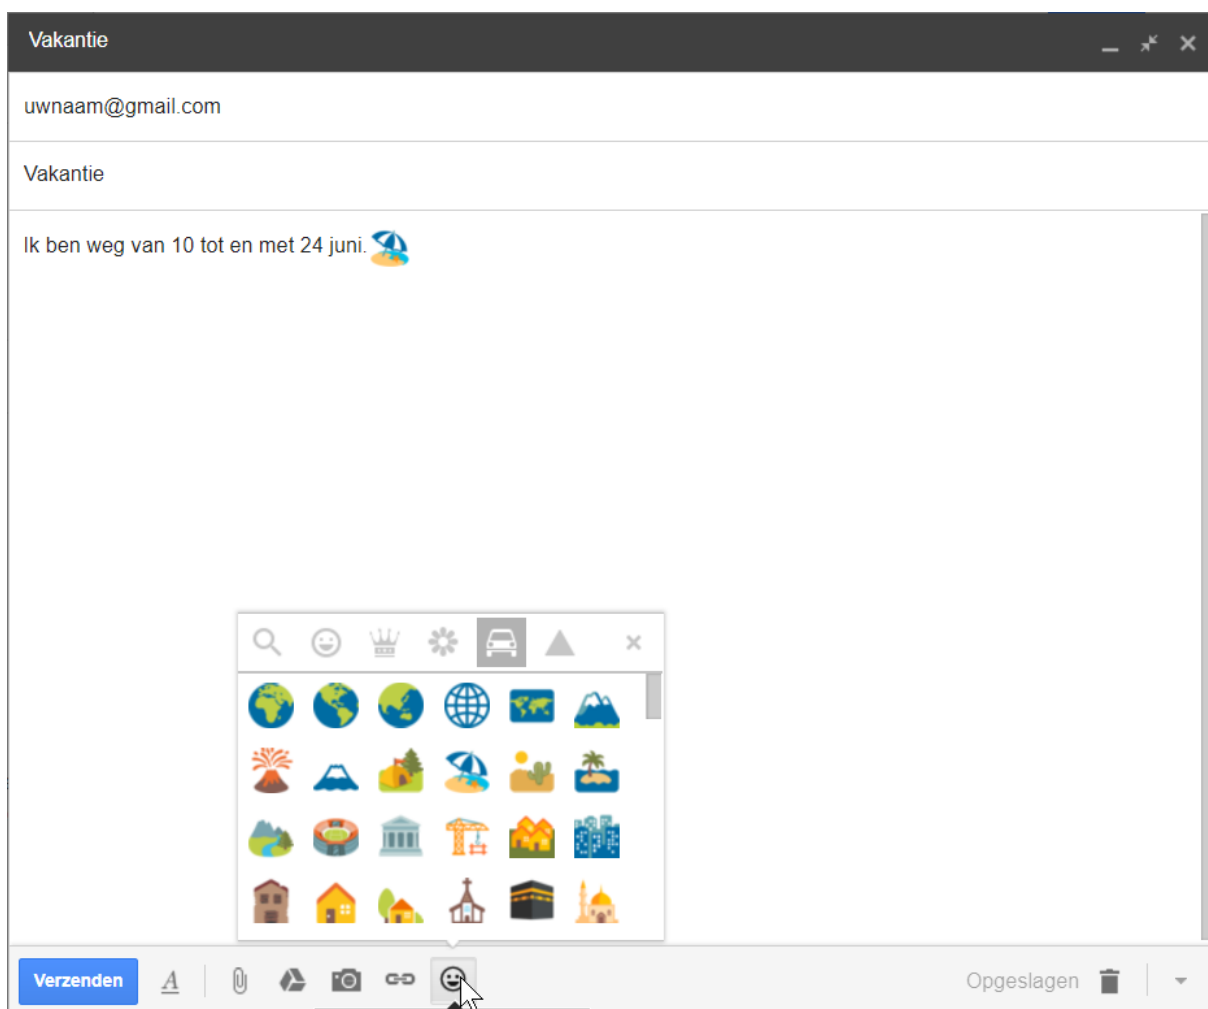 Vakantie
uwnaam@gmail.com
Vakantie
Ik ben weg van 10 tot en met 24 juni.
Verzenden A Opgeslagen